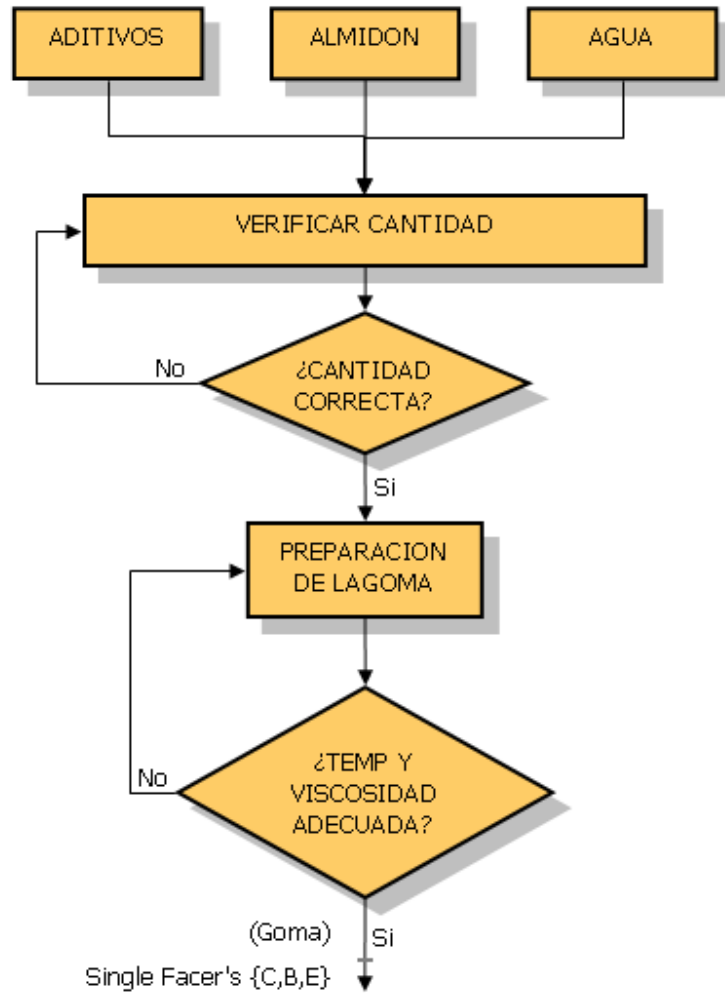 ADITIVOS
ALMIDON
AGUA
VERIFICAR CANTIDAD
No
¿CANTIDAD
CORRECTA?
Si
PREPARACION
DE LAGOMA
No
¿TEMP Y
VISCOSIDAD
ADECUADA?
(Goma)
Si
Single Facer's {C,B,E}